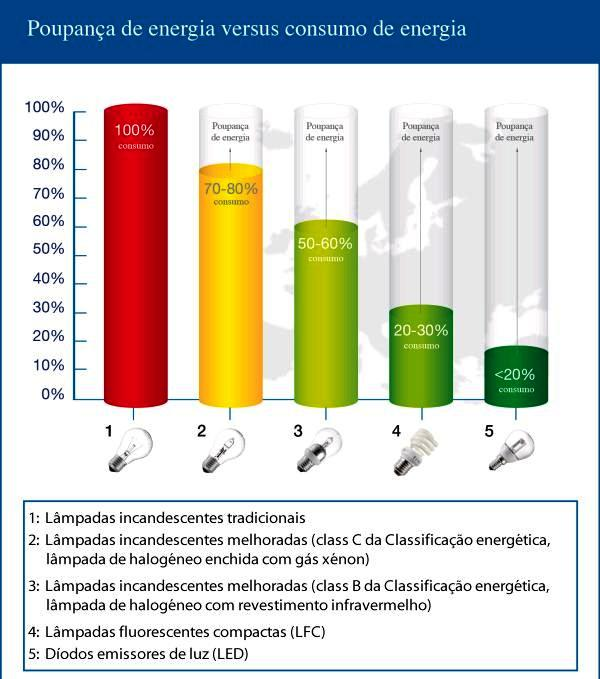 Poupança de energia versus consumo de energia
100%
90%
80%
70%
60%
50%
40%
30%
20%
10%
0%
100%
consumo
Poupança
de energia
70-80%
consumo
Poupança
de energia
50-60%
consumo
Poupança
de energia
20-30%
consumo
Poupança
de energia
<20%
consumo
1
2
3
4
5
1: Lâmpadas incandescentes tradicionais
2: Lâmpadas incandescentes melhoradas (class C da Classificação energética,
lâmpada de halogéneo enchida com gás xénon)
3: Lâmpadas incandescentes melhoradas (class B da Classificação energética,
lâmpada de halogéneo com revestimento infravermelho)
4: Lâmpadas fluorescentes compactas (LFC)
5: Díodos emissores de luz (LED)